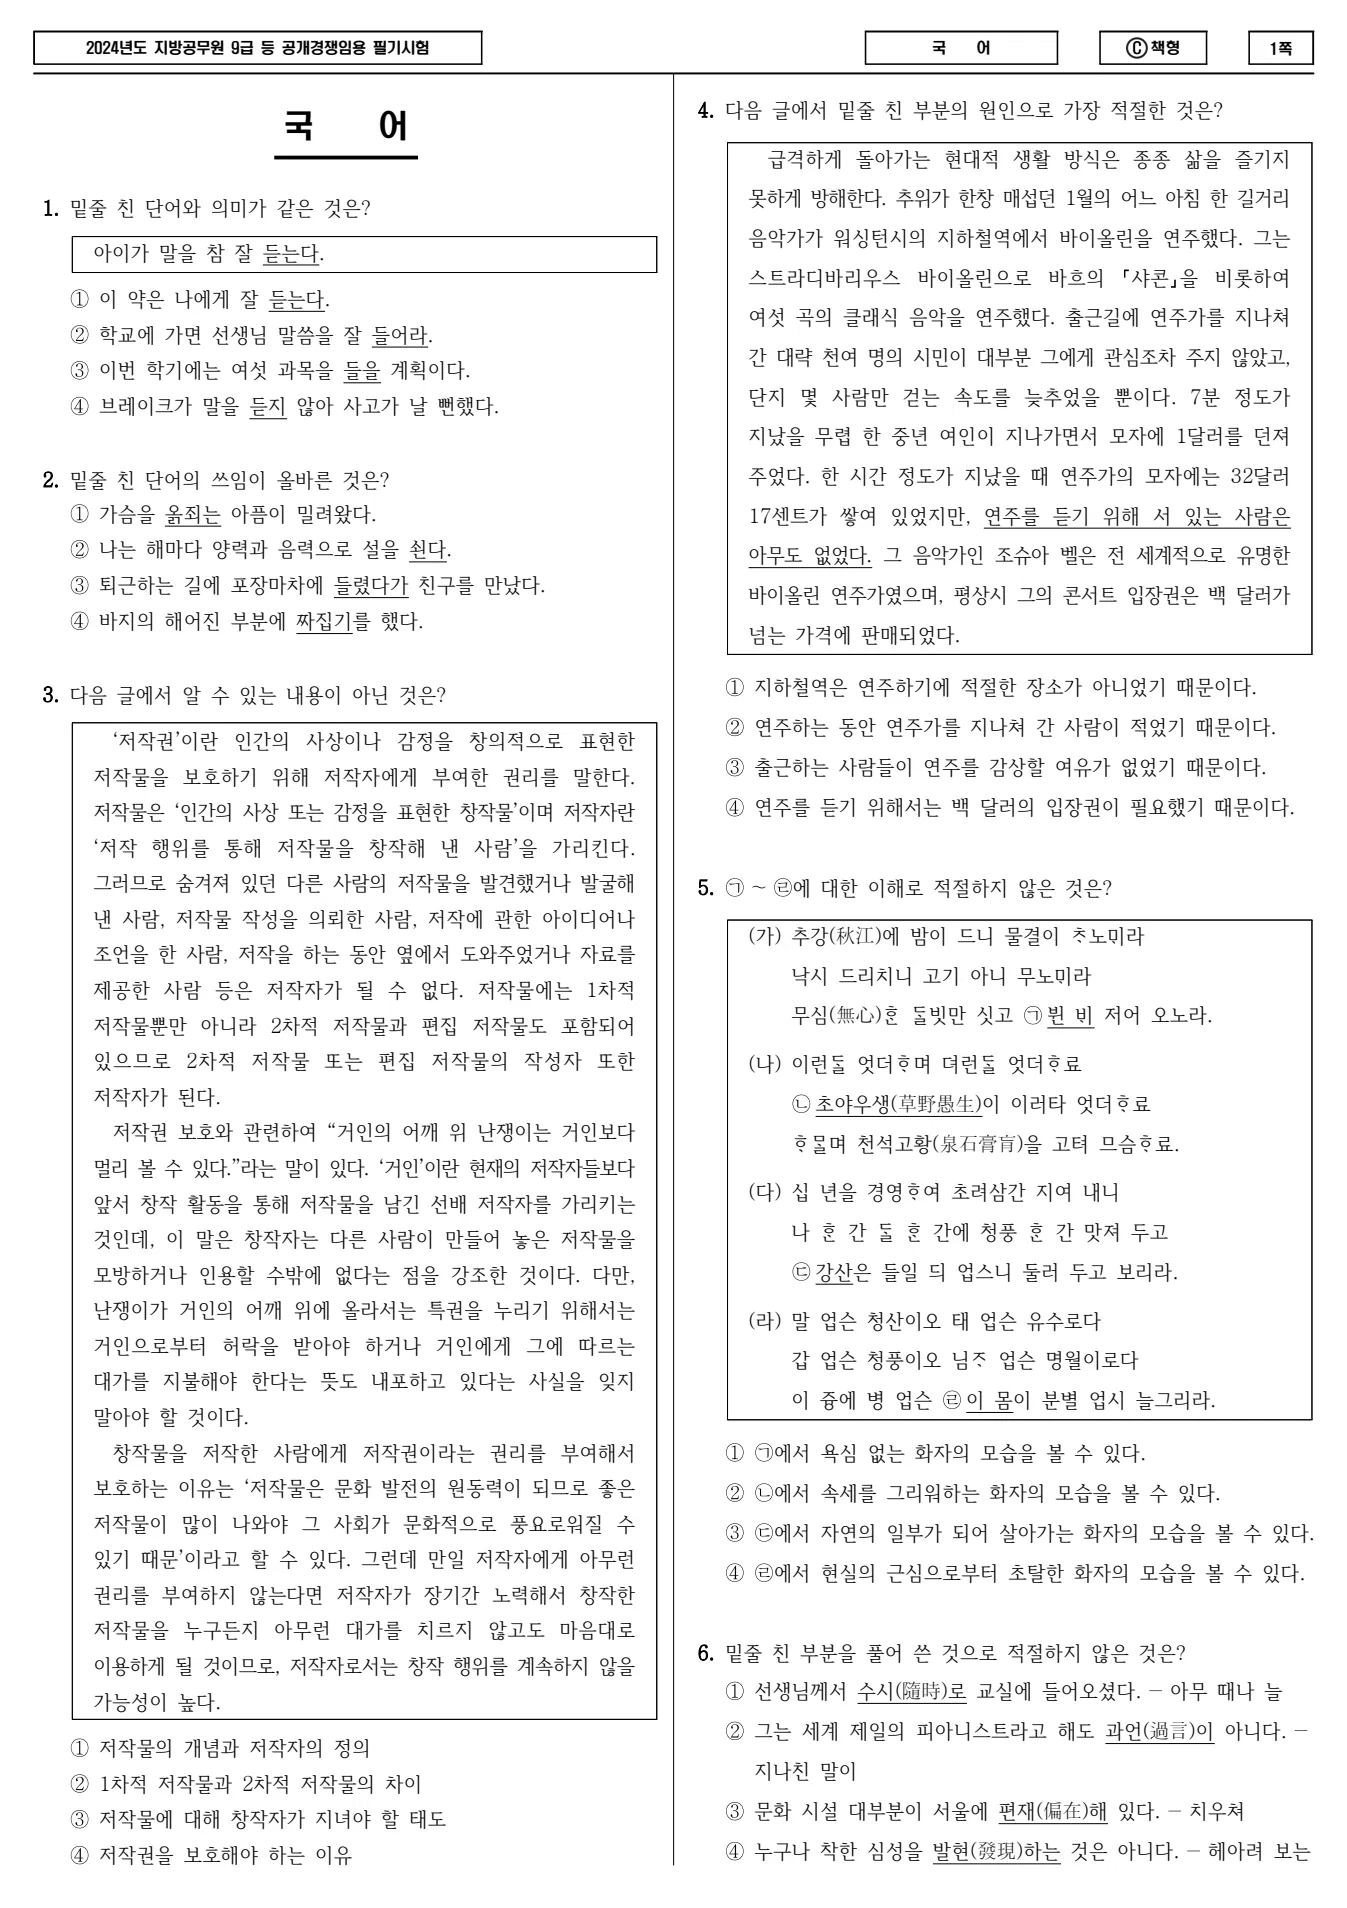 2024년도 지방공무원 9급 등 공개경쟁임용 필기시험
국 어
Ⓒ책형
1쪽
국 어
1. 밑줄 친 단어와 의미가 같은 것은?
아이가 말을 참 잘 듣는다.
① 이 약은 나에게 잘 듣는다.
② 학교에 가면 선생님 말씀을 잘 들어라.
③ 이번 학기에는 여섯 과목을 들을 계획이다.
④ 브레이크가 말을 듣지 않아 사고가 날 뻔했다.
2. 밑줄 친 단어의 쓰임이 올바른 것은?
① 가슴을 옭죄는 아픔이 밀려왔다.
② 나는 해마다 양력과 음력으로 설을 쇤다.
③ 퇴근하는 길에 포장마차에 들렸다가 친구를 만났다.
④ 바지의 해어진 부분에 짜집기를 했다.
3. 다음 글에서 알 수 있는 내용이 아닌 것은?
‘저작권’이란 인간의 사상이나 감정을 창의적으로 표현한
저작물을 보호하기 위해 저작자에게 부여한 권리를 말한다.
저작물은 ‘인간의 사상 또는 감정을 표현한 창작물’이며 저작자란
‘저작 행위를 통해 저작물을 창작해 낸 사람’을 가리킨다.
그러므로 숨겨져 있던 다른 사람의 저작물을 발견했거나 발굴해
낸 사람, 저작물 작성을 의뢰한 사람, 저작에 관한 아이디어나
조언을 한 사람, 저작을 하는 동안 옆에서 도와주었거나 자료를
제공한 사람 등은 저작자가 될 수 없다. 저작물에는 1차적
저작물뿐만 아니라 2차적 저작물과 편집 저작물도 포함되어
있으므로 2차적 저작물 또는 편집 저작물의 작성자 또한
저작자가 된다.
저작권 보호와 관련하여 “거인의 어깨 위 난쟁이는 거인보다
멀리 볼 수 있다.”라는 말이 있다. ‘거인’이란 현재의 저작자들보다
앞서 창작 활동을 통해 저작물을 남긴 선배 저작자를 가리키는
것인데, 이 말은 창작자는 다른 사람이 만들어 놓은 저작물을
모방하거나 인용할 수밖에 없다는 점을 강조한 것이다. 다만,
난쟁이가 거인의 어깨 위에 올라서는 특권을 누리기 위해서는
거인으로부터 허락을 받아야 하거나 거인에게 그에 따르는
대가를 지불해야 한다는 뜻도 내포하고 있다는 사실을 잊지
말아야 할 것이다.
창작물을 저작한 사람에게 저작권이라는 권리를 부여해서
보호하는 이유는 ‘저작물은 문화 발전의 원동력이 되므로 좋은
저작물이 많이 나와야 그 사회가 문화적으로 풍요로워질 수
있기 때문’이라고 할 수 있다. 그런데 만일 저작자에게 아무런
권리를 부여하지 않는다면 저작자가 장기간 노력해서 창작한
저작물을 누구든지 아무런 대가를 치르지 않고도 마음대로
이용하게 될 것이므로, 저작자로서는 창작 행위를 계속하지 않을
가능성이 높다.
① 저작물의 개념과 저작자의 정의
② 1차적 저작물과 2차적 저작물의 차이
③ 저작물에 대해 창작자가 지녀야 할 태도
④ 저작권을 보호해야 하는 이유
4. 다음 글에서 밑줄 친 부분의 원인으로 가장 적절한 것은?
급격하게 돌아가는 현대적 생활 방식은 종종 삶을 즐기지
못하게 방해한다. 추위가 한창 매섭던 1월의 어느 아침 한 길거리
음악가가 워싱턴시의 지하철역에서 바이올린을 연주했다. 그는
스트라디바리우스 바이올린으로 바흐의 「샤콘」을 비롯하여
여섯 곡의 클래식 음악을 연주했다. 출근길에 연주가를 지나쳐
간 대략 천여 명의 시민이 대부분 그에게 관심조차 주지 않았고,
단지 몇 사람만 걷는 속도를 늦추었을 뿐이다. 7분 정도가
지났을 무렵 한 중년 여인이 지나가면서 모자에 1달러를 던져
주었다. 한 시간 정도가 지났을 때 연주가의 모자에는 32달러
17센트가 쌓여 있었지만, 연주를 듣기 위해 서 있는 사람은
아무도 없었다. 그 음악가인 조슈아 벨은 전 세계적으로 유명한
바이올린 연주가였으며, 평상시 그의 콘서트 입장권은 백 달러가
넘는 가격에 판매되었다.
① 지하철역은 연주하기에 적절한 장소가 아니었기 때문이다.
② 연주하는 동안 연주가를 지나쳐 간 사람이 적었기 때문이다.
③ 출근하는 사람들이 연주를 감상할 여유가 없었기 때문이다.
④ 연주를 듣기 위해서는 백 달러의 입장권이 필요했기 때문이다.
5. ㉠ ~ ㉣에 대한 이해로 적절하지 않은 것은?
(가) 추강(秋江)에 밤이 드니 물결이 ᄎᆞ노ᄆᆡ라
낙시 드리치니 고기 아니 무노ᄆᆡ라
무심(無心)ᄒᆞᆫ ᄃᆞᆯ빗만 싯고 ㉠ 뷘 ᄇᆡ 저어 오노라.
(나) 이런ᄃᆞᆯ 엇더ᄒᆞ며 뎌런ᄃᆞᆯ 엇더ᄒᆞ료
㉡ 초야우생(草野愚生)이 이러타 엇더ᄒᆞ료
ᄒᆞᄆᆞᆯ며 천석고황(泉石膏肓)을 고텨 므슴ᄒᆞ료.
(다) 십 년을 경영ᄒᆞ여 초려삼간 지여 내니
나 ᄒᆞᆫ 간 ᄃᆞᆯ ᄒᆞᆫ 간에 청풍 ᄒᆞᆫ 간 맛져 두고
㉢ 강산은 들일 듸 업스니 둘러 두고 보리라.
(라) 말 업슨 청산이오 태 업슨 유수로다
갑 업슨 청풍이오 님ᄌᆞ 업슨 명월이로다
이 즁에 병 업슨 ㉣ 이 몸이 분별 업시 늘그리라.
① ㉠에서 욕심 없는 화자의 모습을 볼 수 있다.
② ㉡에서 속세를 그리워하는 화자의 모습을 볼 수 있다.
③ ㉢에서 자연의 일부가 되어 살아가는 화자의 모습을 볼 수 있다.
④ ㉣에서 현실의 근심으로부터 초탈한 화자의 모습을 볼 수 있다.
6. 밑줄 친 부분을 풀어 쓴 것으로 적절하지 않은 것은?
① 선생님께서 수시(隨時)로 교실에 들어오셨다. － 아무 때나 늘
② 그는 세계 제일의 피아니스트라고 해도 과언(過言)이 아니다. －
지나친 말이
③ 문화 시설 대부분이 서울에 편재(偏在)해 있다. － 치우쳐
④ 누구나 착한 심성을 발현(發現)하는 것은 아니다. － 헤아려 보는